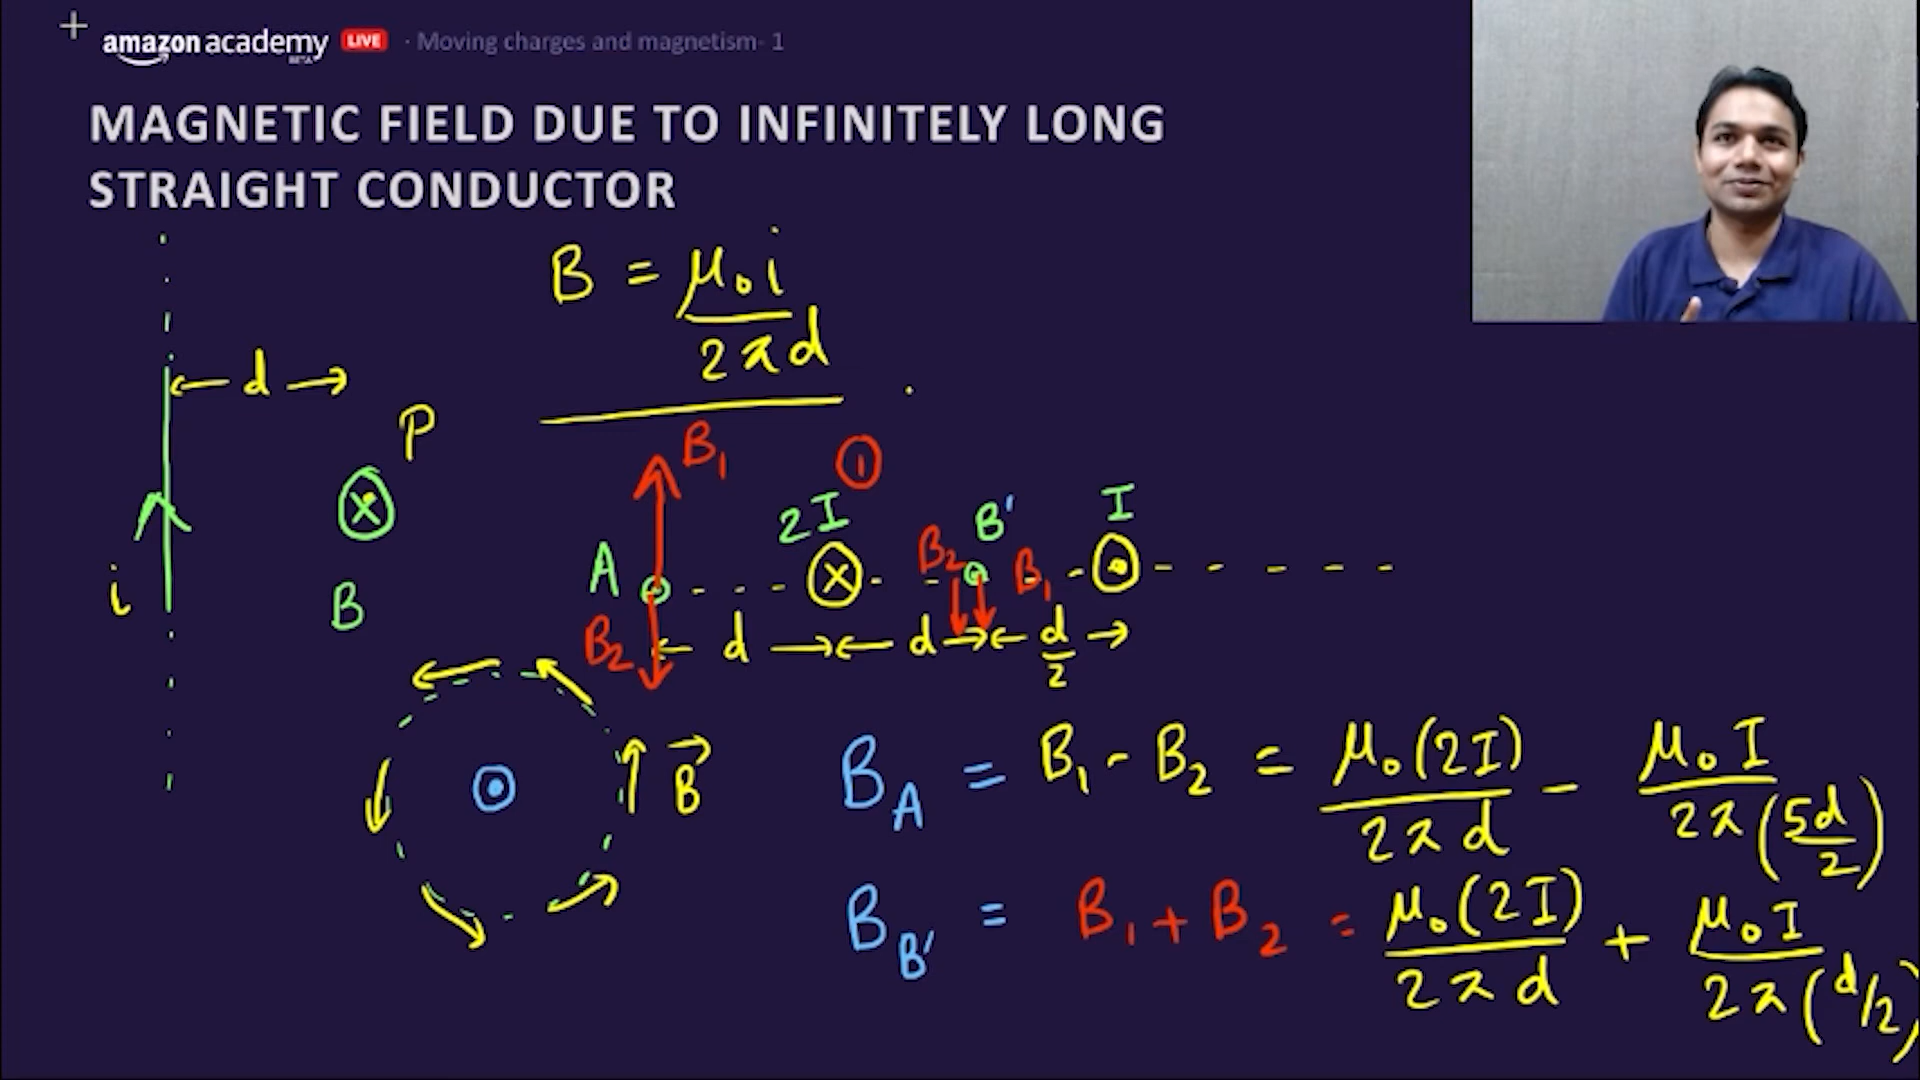 amazon academy LIVE · Moving charges and magnetism- 1
BETA
MAGNETIC FIELD DUE TO INFINITELY LONG
STRAIGHT CONDUCTOR
B = μ₀i / 2πd
d
P
i
B
B₁
①
2I
B'
I
A
B₂
B₁
B₂
d
d
d/2
B⃗
B_A = B₁ - B₂ = μ₀(2I) / 2πd - μ₀I / 2π(5d/2)
B_B' = B₁ + B₂ = μ₀(2I) / 2πd + μ₀I / 2π(d/2)